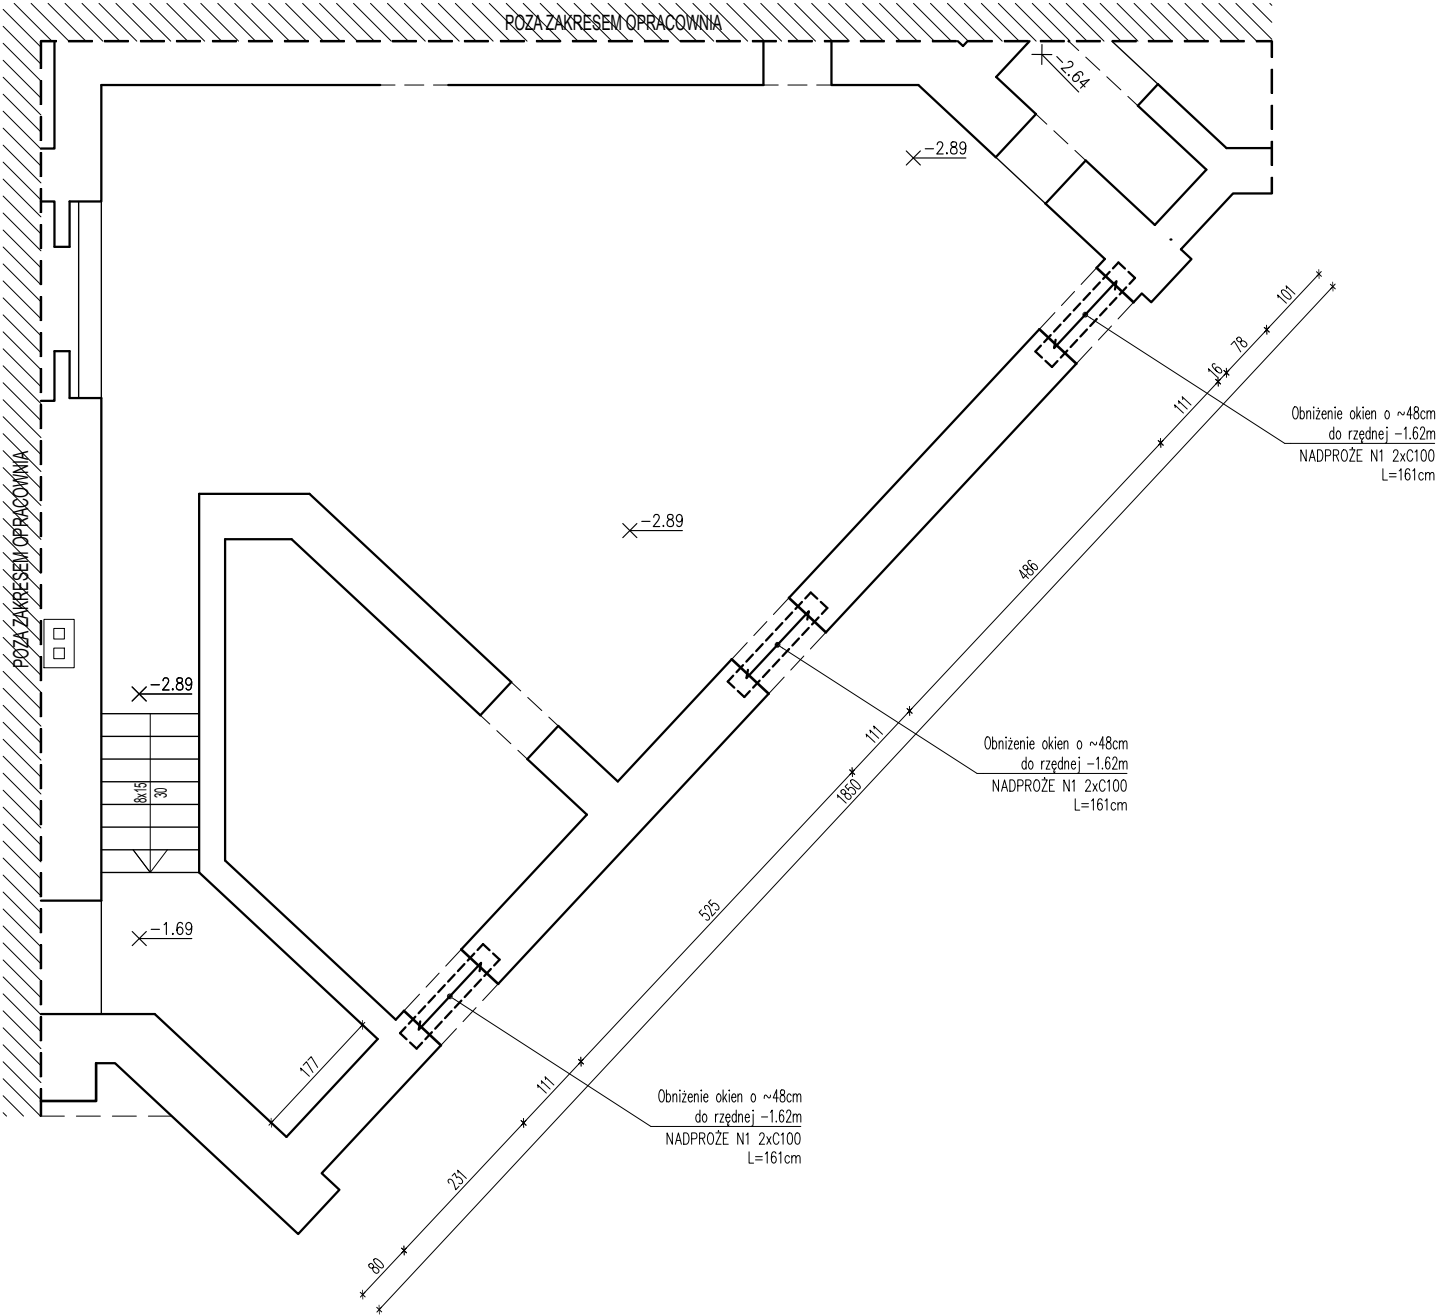 POZA ZAKRESEM OPRACOWNIA
-2.64
-2.89
101
78
16
111
Obniżenie okien o ~48cm
do rzędnej -1.62m
NADPROŻE N1 2xC100
L=161cm
POZA ZAKRESEM OPRACOWNIA
-2.89
486
-2.89
111
Obniżenie okien o ~48cm
do rzędnej -1.62m
NADPROŻE N1 2xC100
L=161cm
1850
8x15
30
525
-1.69
177
111
Obniżenie okien o ~48cm
do rzędnej -1.62m
NADPROŻE N1 2xC100
L=161cm
231
80